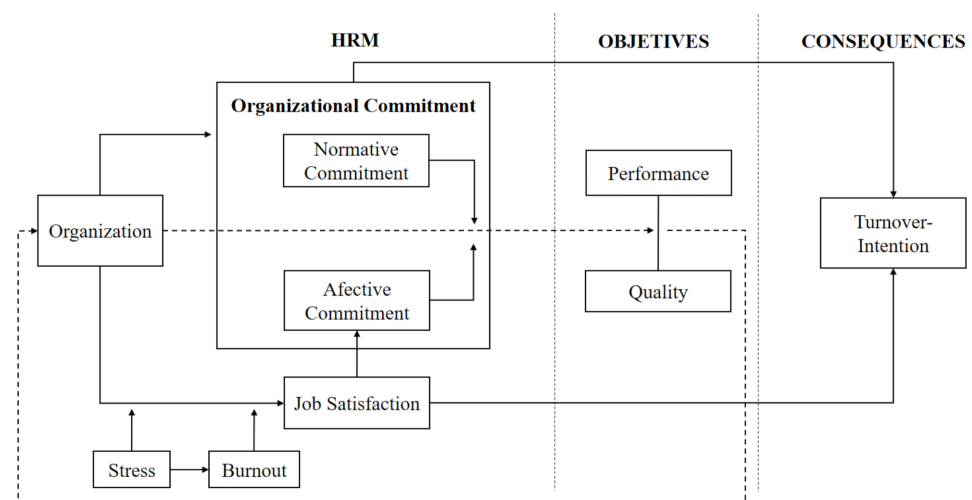 HRM
OBJETIVES
CONSEQUENCES
Organizational Commitment
Normative
Commitment
Performance
Organization
Turnover-
Intention
Afective
Commitment
Quality
Job Satisfaction
Stress
Burnout